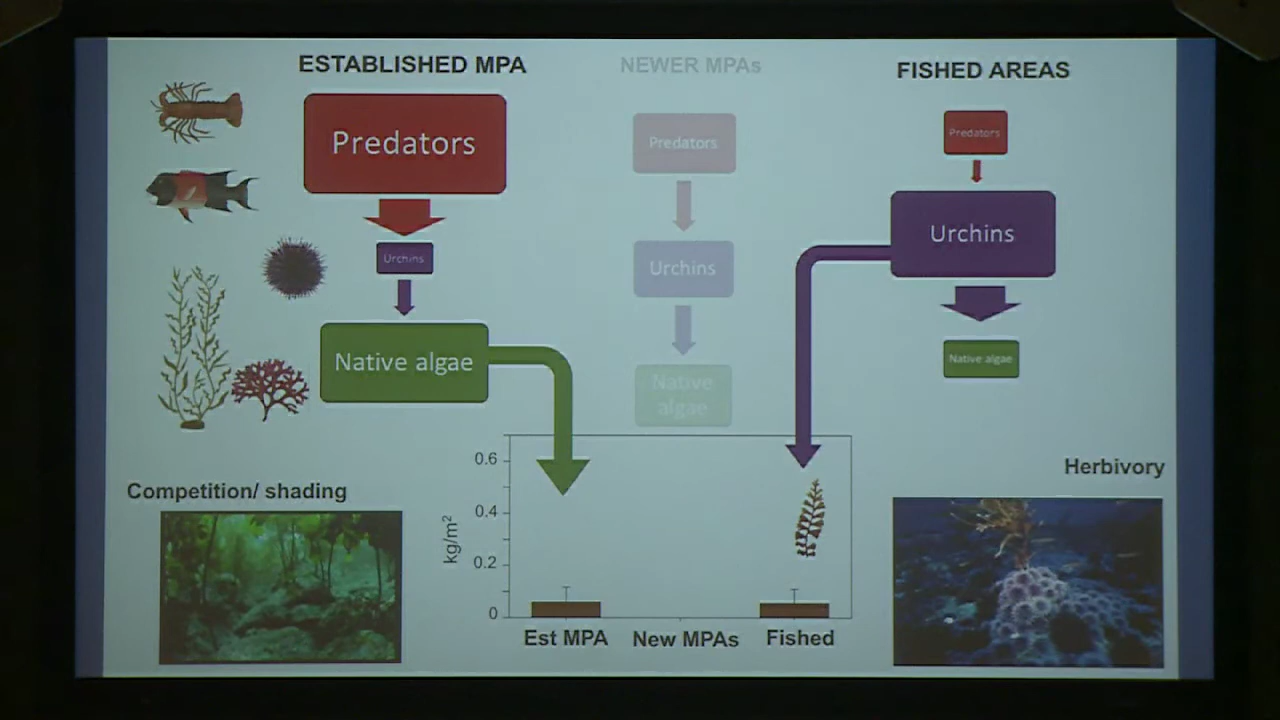 ESTABLISHED MPA
Predators
Urchins
Native algae
NEWER MPAs
Predators
Urchins
Native
algae
FISHED AREAS
Predators
Urchins
Native algae
Competition/ shading
Herbivory
kg/m²
0.6
0.4
0.2
0
Est MPA
New MPAs
Fished